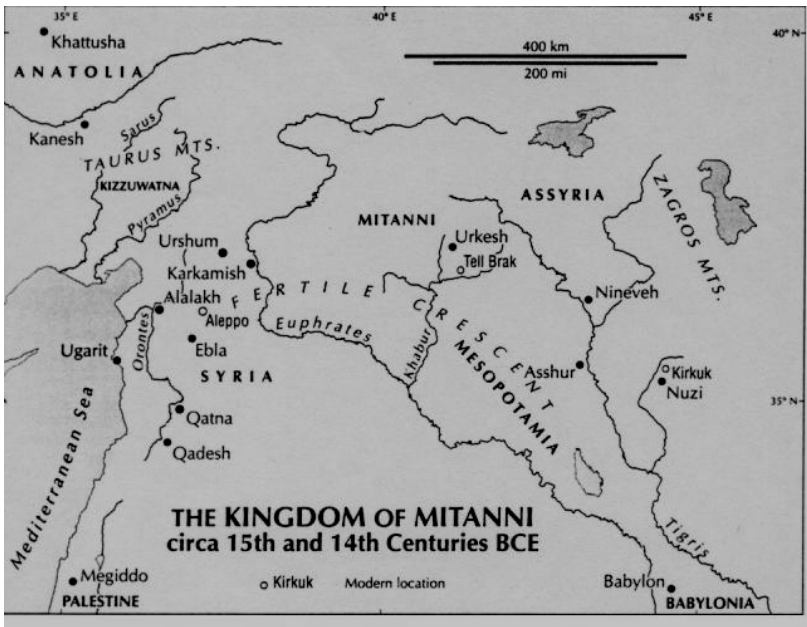 35° E
40° E
45° E
40° N
Khattusha
ANATOLIA
400 km
200 mi
Kanesh
Sarus
TAURUS MTS.
KIZZUWATNA
Pyramus
ASSYRIA
ZAGROS MTS.
MITANNI
Urshum
Urkesh
Karkamish
Tell Brak
Alalakh
FERTILE CRESCENT
Nineveh
Aleppo
Euphrates
Orontes
Ebla
Khabur
MESOPOTAMIA
Ugarit
SYRIA
Asshur
Kirkuk
Nuzi
35° N
Qatna
Qadesh
Mediterranean Sea
THE KINGDOM OF MITANNI
circa 15th and 14th Centuries BCE
Tigris
Megiddo
Kirkuk Modern location
Babylon
PALESTINE
BABYLONIA